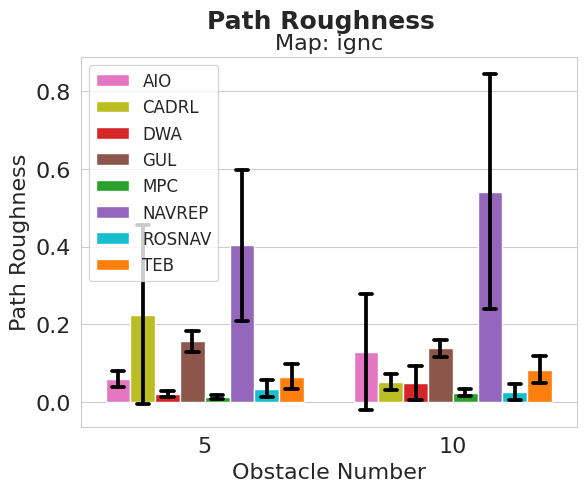 Path Roughness
Map: ignc
AIO
CADRL
DWA
GUL
MPC
NAVREP
ROSNAV
TEB
0.8
0.6
0.4
0.2
0.0
Path Roughness
5
10
Obstacle Number